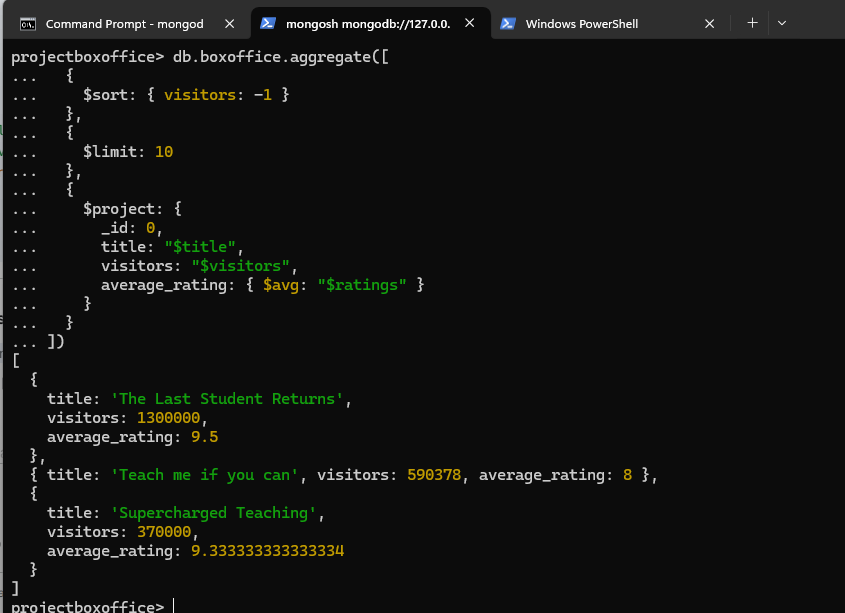 Command Prompt - mongod
mongosh mongodb://127.0.0.
Windows PowerShell
projectboxoffice> db.boxoffice.aggregate([
...   {
...     $sort: { visitors: -1 }
...   },
...   {
...     $limit: 10
...   },
...   {
...     $project: {
...       _id: 0,
...       title: "$title",
...       visitors: "$visitors",
...       average_rating: { $avg: "$ratings" }
...     }
...   }
... ])
[
  {
    title: 'The Last Student Returns',
    visitors: 1300000,
    average_rating: 9.5
  },
  { title: 'Teach me if you can', visitors: 590378, average_rating: 8 },
  {
    title: 'Supercharged Teaching',
    visitors: 370000,
    average_rating: 9.333333333333334
  }
]
projectboxoffice>